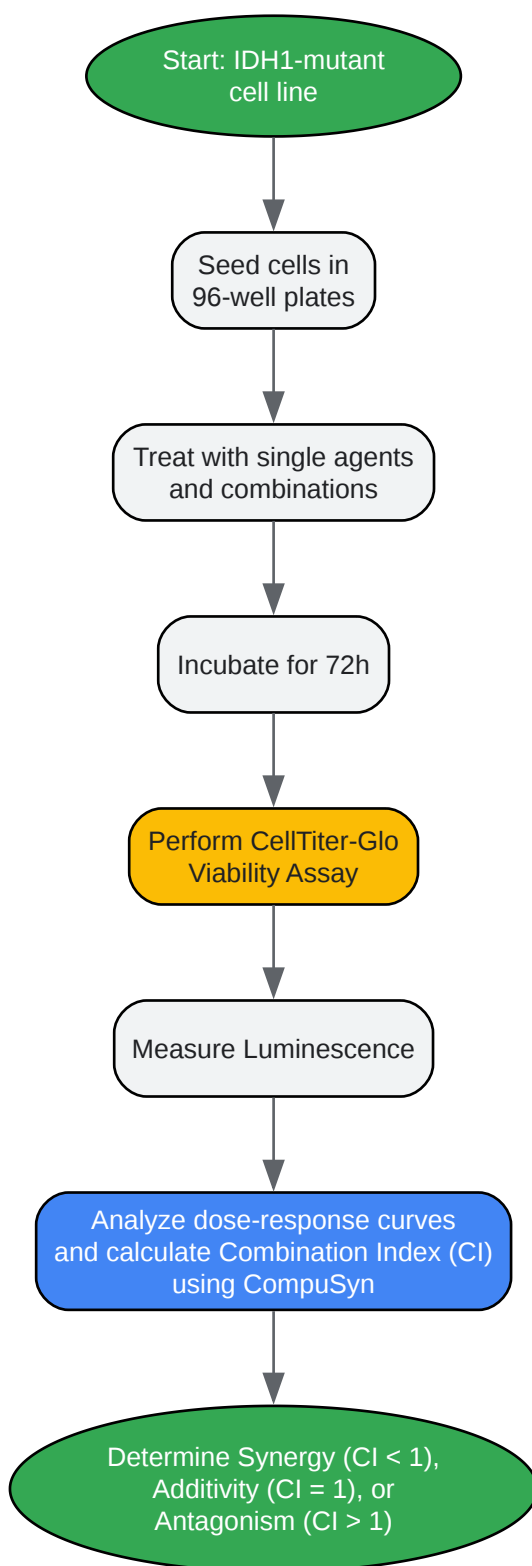 Start: IDH1-mutant
cell line
Seed cells in
96-well plates
Treat with single agents
and combinations
Incubate for 72h
Perform CellTiter-Glo
Viability Assay
Measure Luminescence
Analyze dose-response curves
and calculate Combination Index (CI)
using CompuSyn
Determine Synergy (CI < 1),
Additivity (CI = 1), or
Antagonism (CI > 1)